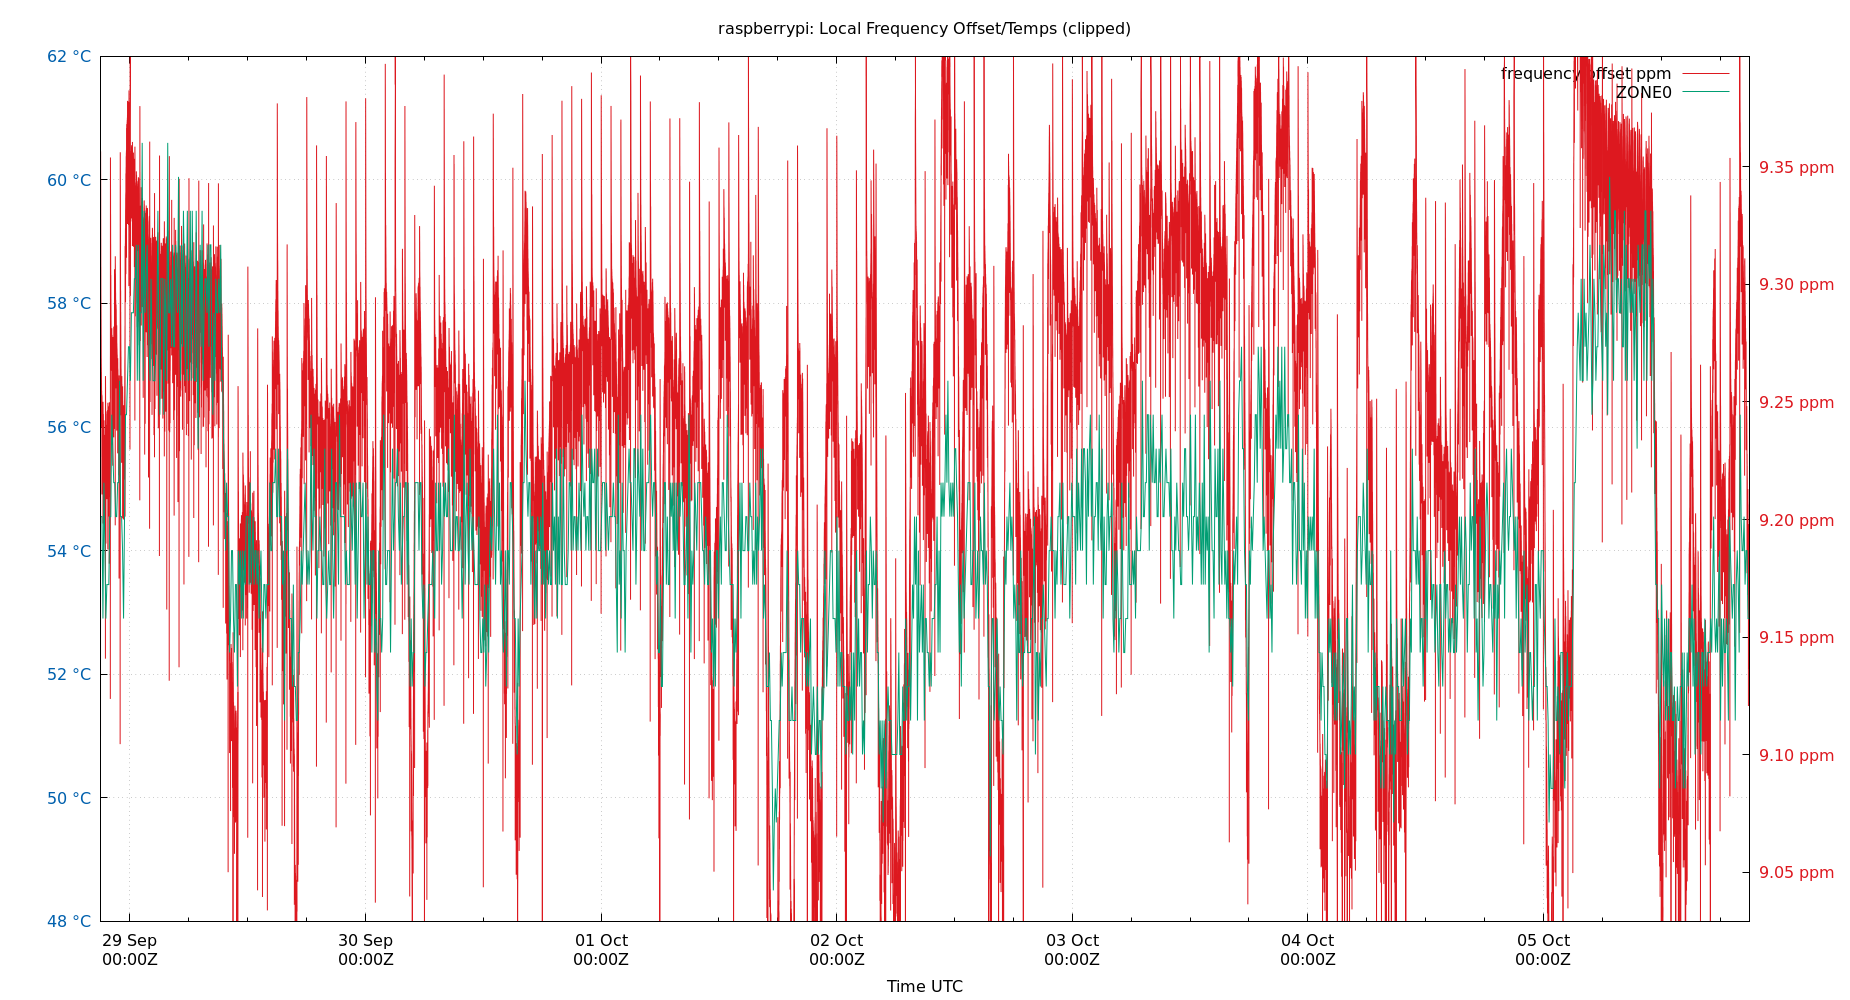 raspberrypi: Local Frequency Offset/Temps (clipped)
62 °C
frequency offset ppm
ZONE0
60 °C
9.35 ppm
58 °C
9.30 ppm
56 °C
9.25 ppm
54 °C
9.20 ppm
52 °C
9.15 ppm
50 °C
9.10 ppm
48 °C
9.05 ppm
29 Sep
00:00Z
30 Sep
00:00Z
01 Oct
00:00Z
02 Oct
00:00Z
03 Oct
00:00Z
04 Oct
00:00Z
05 Oct
00:00Z
Time UTC